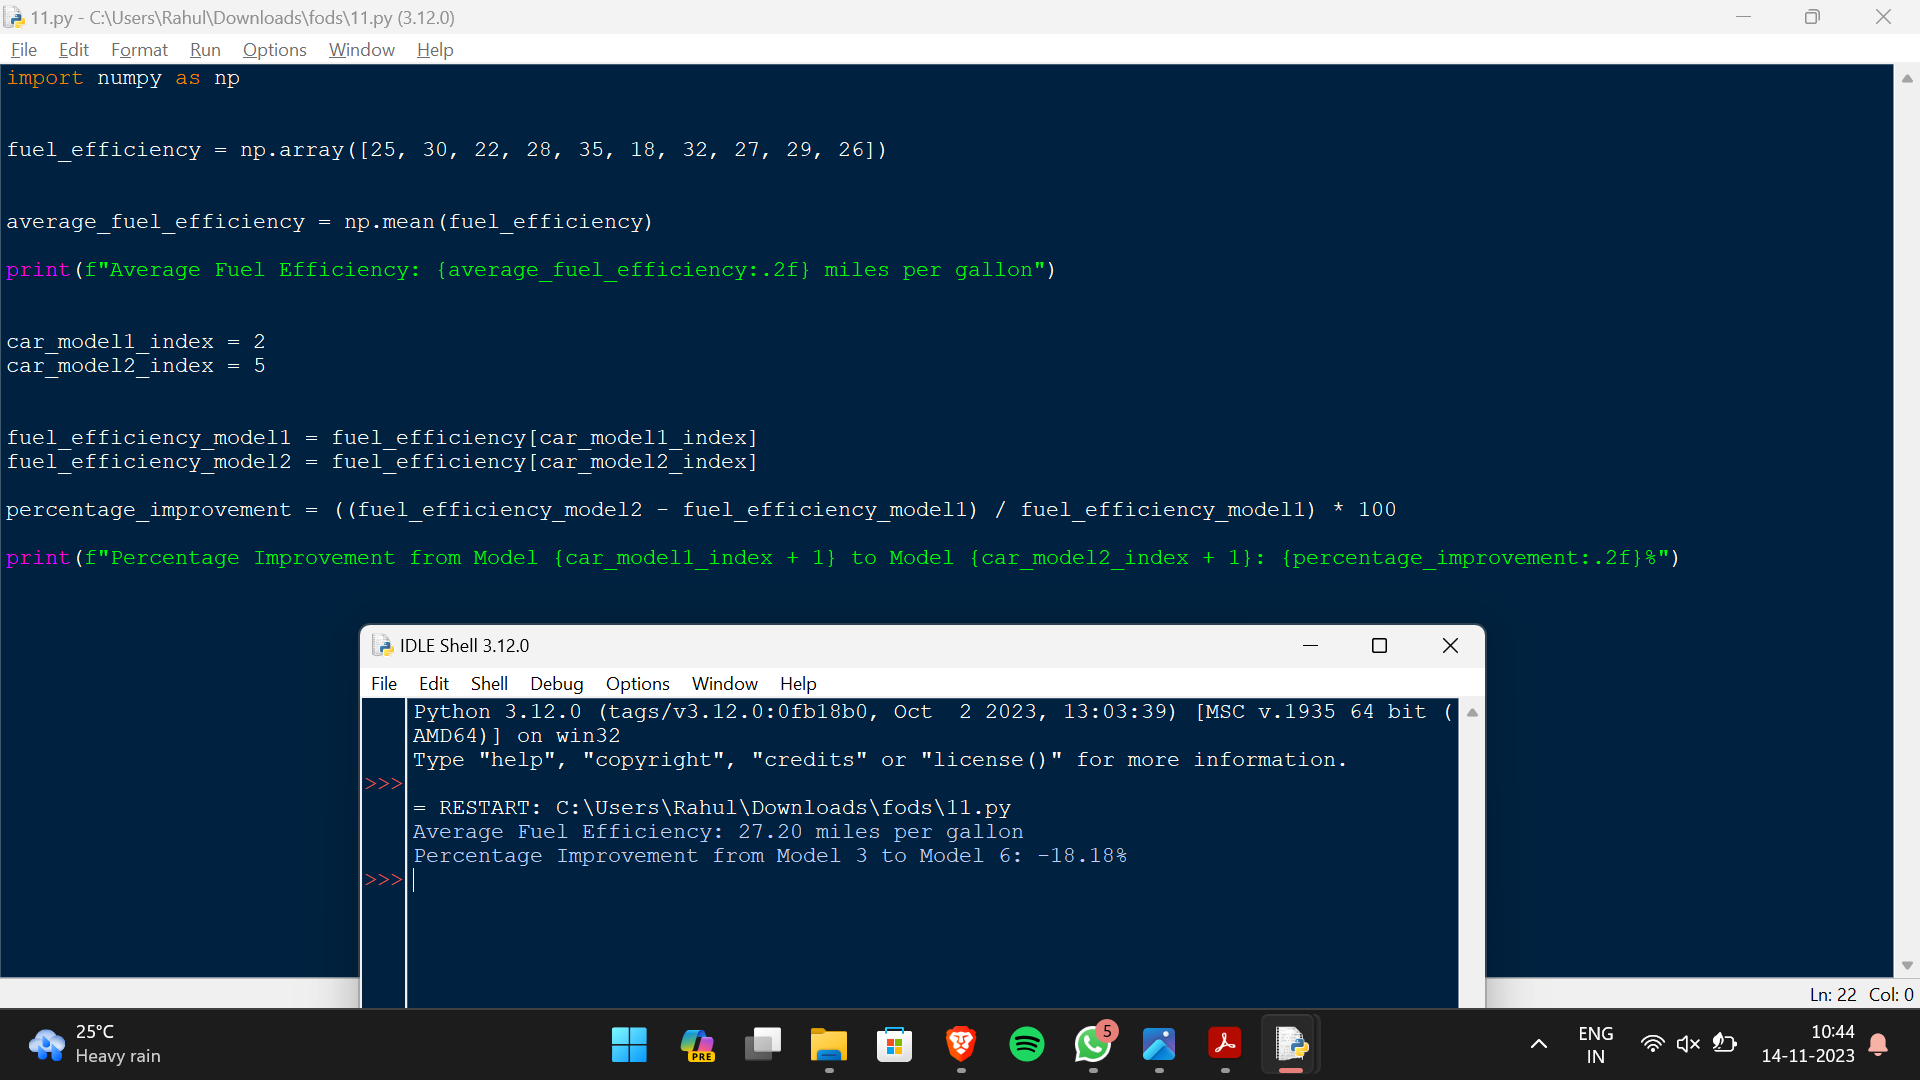 11.py - C:\Users\Rahul\Downloads\fods\11.py (3.12.0)
File Edit Format Run Options Window Help
import numpy as np
fuel_efficiency = np.array([25, 30, 22, 28, 35, 18, 32, 27, 29, 26])
average_fuel_efficiency = np.mean(fuel_efficiency)
print(f"Average Fuel Efficiency: {average_fuel_efficiency:.2f} miles per gallon")
car_model1_index = 2
car_model2_index = 5
fuel_efficiency_model1 = fuel_efficiency[car_model1_index]
fuel_efficiency_model2 = fuel_efficiency[car_model2_index]
percentage_improvement = ((fuel_efficiency_model2 - fuel_efficiency_model1) / fuel_efficiency_model1) * 100
print(f"Percentage Improvement from Model {car_model1_index + 1} to Model {car_model2_index + 1}: {percentage_improvement:.2f}%")
IDLE Shell 3.12.0
File Edit Shell Debug Options Window Help
Python 3.12.0 (tags/v3.12.0:0fb18b0, Oct  2 2023, 13:03:39) [MSC v.1935 64 bit (
AMD64)] on win32
Type "help", "copyright", "credits" or "license()" for more information.
>>>
= RESTART: C:\Users\Rahul\Downloads\fods\11.py
Average Fuel Efficiency: 27.20 miles per gallon
Percentage Improvement from Model 3 to Model 6: -18.18%
>>>
Ln: 22 Col: 0
25°C
Heavy rain
PRE
5
ENG
IN
10:44
14-11-2023